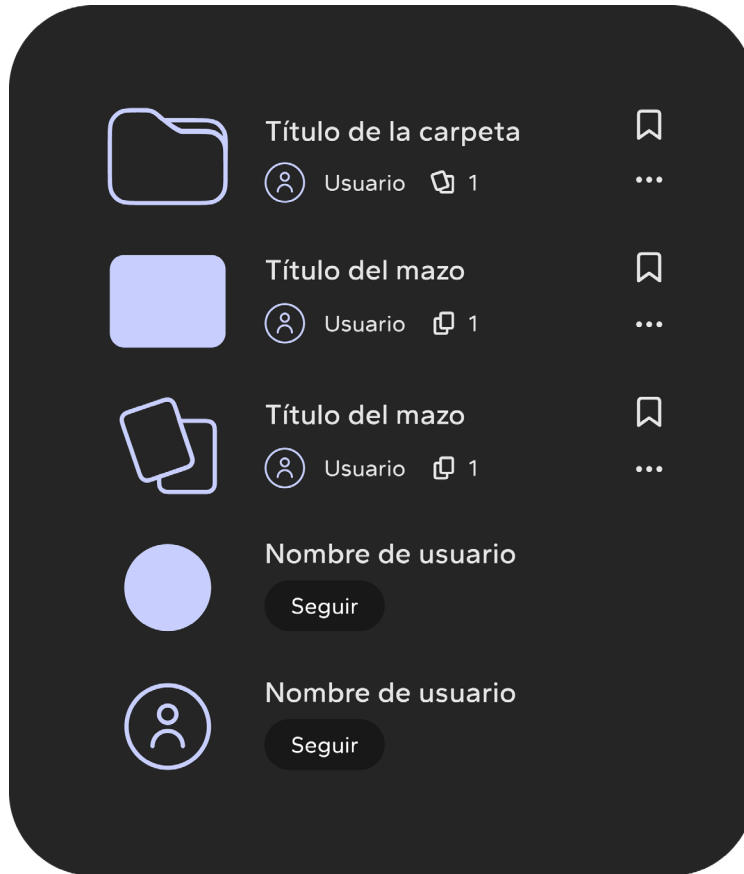 Título de la carpeta
Usuario 1
Título del mazo
Usuario 1
Título del mazo
Usuario 1
Nombre de usuario
Seguir
Nombre de usuario
Seguir